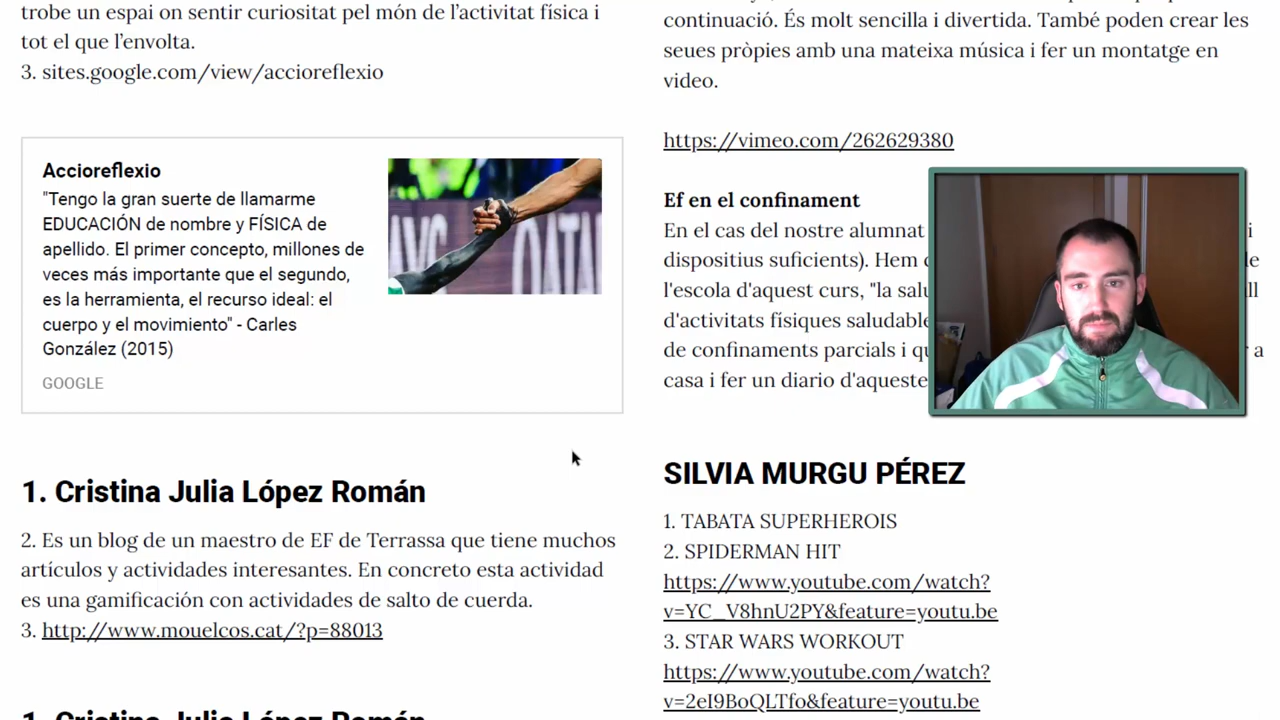 trobe un espai on sentir curiositat pel món de l'activitat física i
tot el que l'envolta.
3. sites.google.com/view/accioreflexio
Accioreflexio
"Tengo la gran suerte de llamarme
EDUCACIÓN de nombre y FÍSICA de
apellido. El primer concepto, millones de
veces más importante que el segundo,
es la herramienta, el recurso ideal: el
cuerpo y el movimiento" - Carles
González (2015)
GOOGLE
1. Cristina Julia López Román
2. Es un blog de un maestro de EF de Terrassa que tiene muchos
artículos y actividades interesantes. En concreto esta actividad
es una gamificación con actividades de salto de cuerda.
3. http://www.mouelcos.cat/?p=88013
1. Cristina Julia López Román
continuació. És molt sencilla i divertida. També poden crear les
seues pròpies amb una mateixa música i fer un montatge en
video.
https://vimeo.com/262629380
Ef en el confinament
En el cas del nostre alumnat i
dispositius suficients). Hem
l'escola d'aquest curs, "la
d'activitats físiques
de confinaments parcials i a
casa i fer un diario
SILVIA MURGU PÉREZ
1. TABATA SUPERHEROIS
2. SPIDERMAN HIT
https://www.youtube.com/watch?
v=YC_V8hnU2PY&feature=youtu.be
3. STAR WARS WORKOUT
https://www.youtube.com/watch?
v=2eI9BoQLTfo&feature=youtu.be